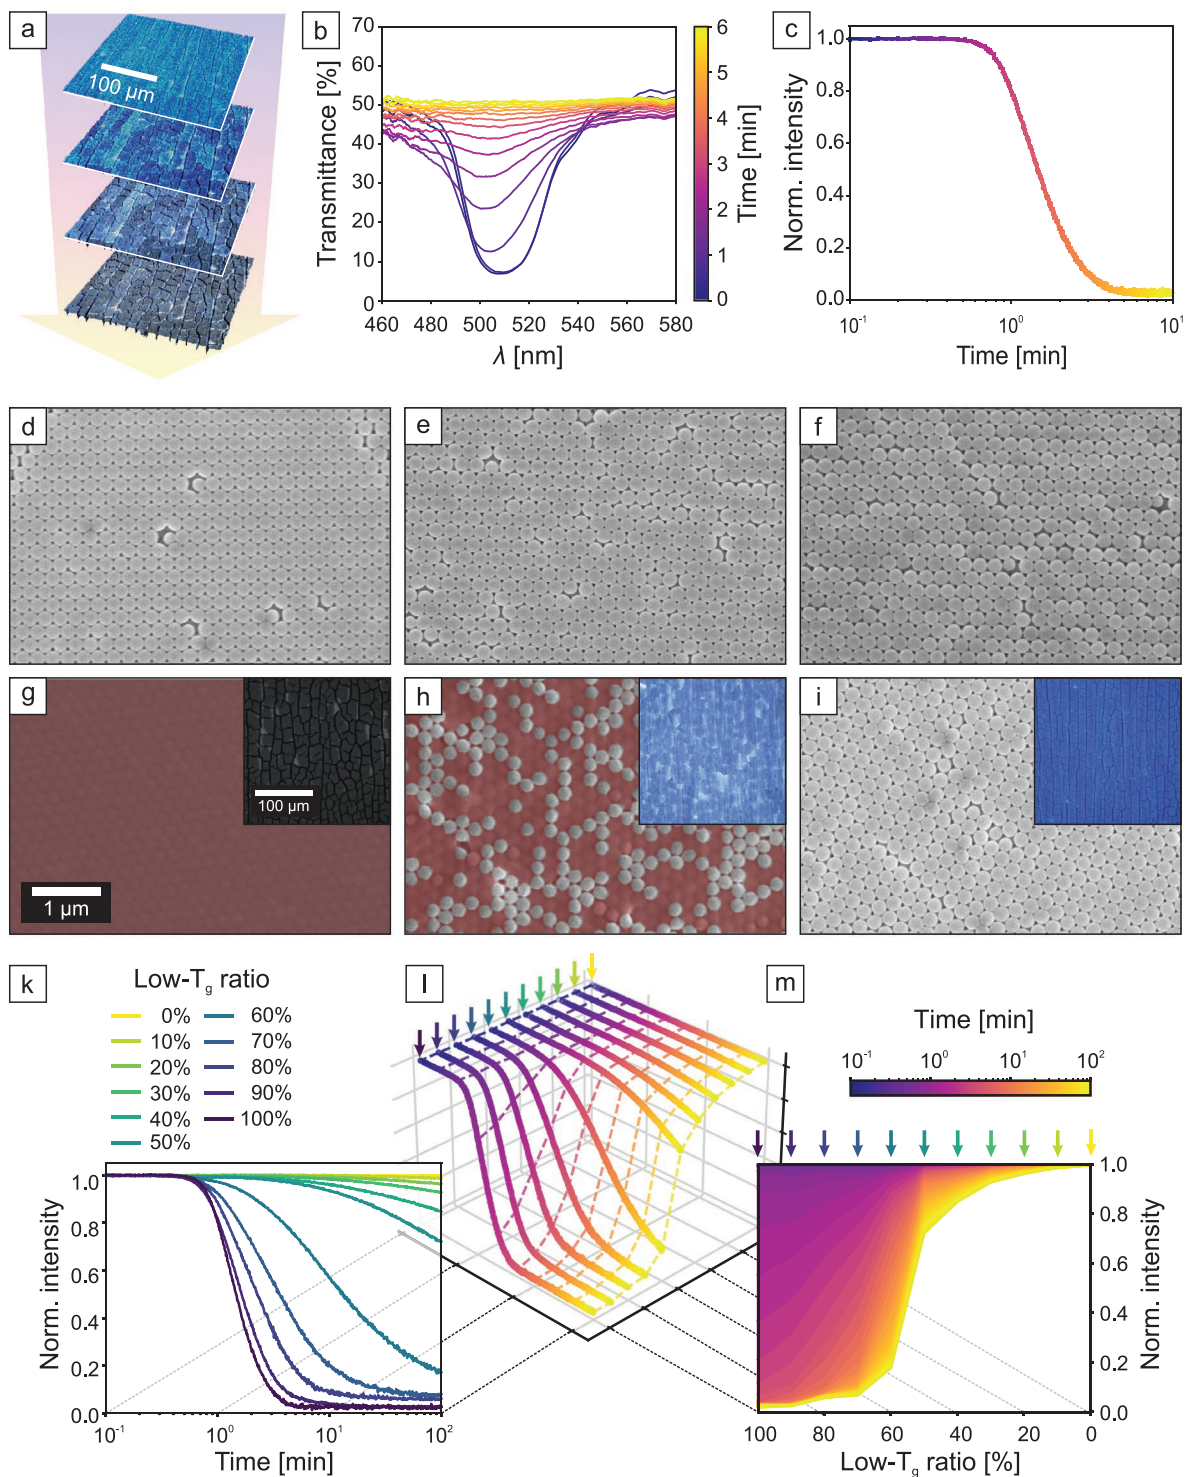 a
100 µm
b
Transmittance [%]
70
60
50
40
30
20
10
0
460 480 500 520 540 560 580
λ [nm]
6
5
4
3
2
1
0
Time [min]
c
Norm. intensity
1.0
0.8
0.6
0.4
0.2
0.0
10⁻¹ 10⁰ 10¹
Time [min]
d
e
f
g
100 µm
1 µm
h
i
k
Low-Tg ratio
0% 60%
10% 70%
20% 80%
30% 90%
40% 100%
50%
Norm. intensity
1.0
0.8
0.6
0.4
0.2
0.0
10⁻¹ 10⁰ 10¹ 10²
Time [min]
l
m
Time [min]
10⁻¹ 10⁰ 10¹ 10²
1.0
0.8
0.6
0.4
0.2
0.0
Norm. intensity
100 80 60 40 20 0
Low-Tg ratio [%]